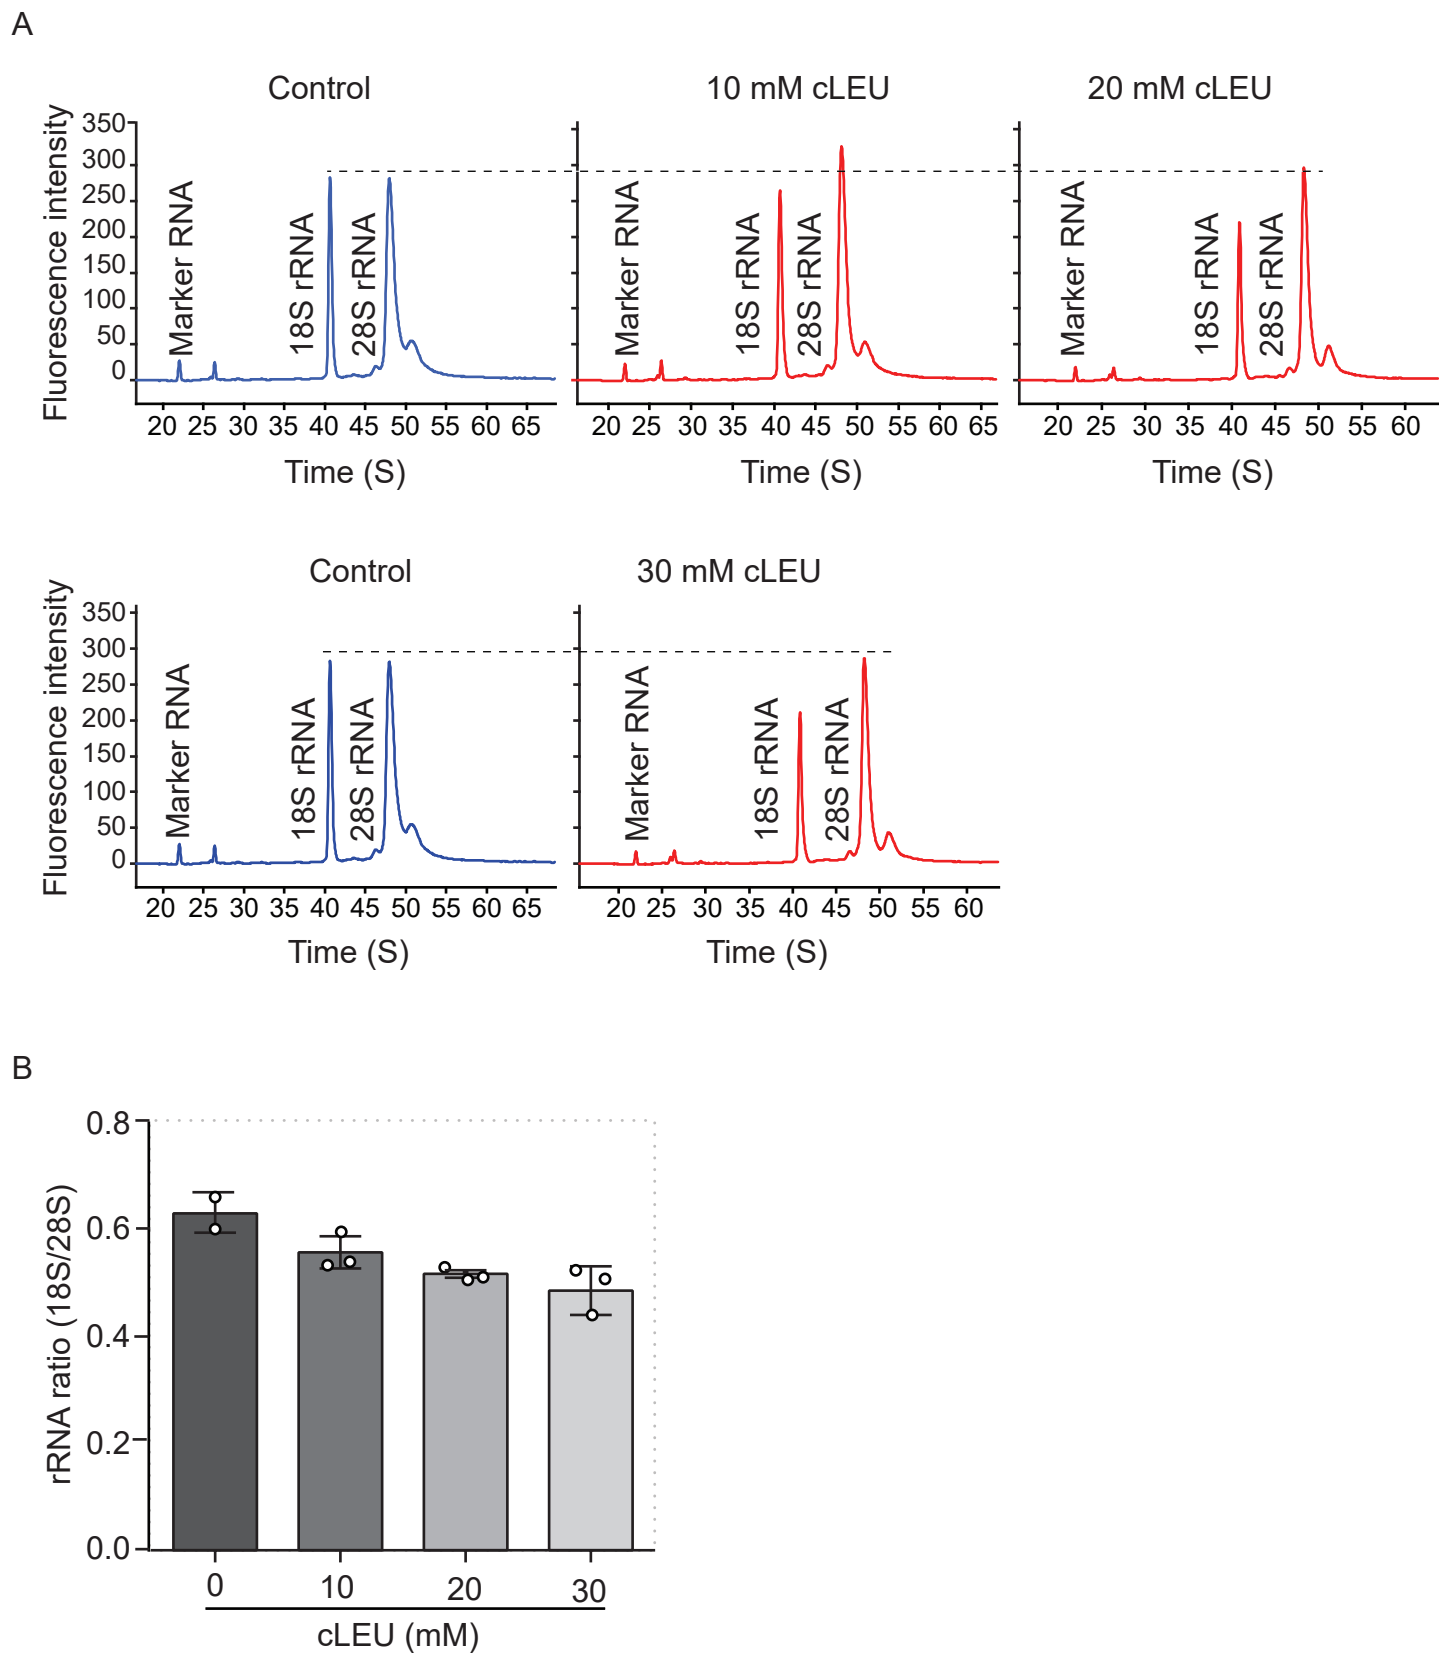 A
Control
10 mM cLEU
20 mM cLEU
Fluorescence intensity
350
300
250
200
150
100
50
0
Marker RNA
18S rRNA
28S rRNA
Marker RNA
18S rRNA
28S rRNA
Marker RNA
18S rRNA
28S rRNA
20 25 30 35 40 45 50 55 60 65
20 25 30 35 40 45 50 55 60 65
20 25 30 35 40 45 50 55 60
Time (S)
Time (S)
Time (S)
Control
30 mM cLEU
Fluorescence intensity
350
300
250
200
150
100
50
0
Marker RNA
18S rRNA
28S rRNA
Marker RNA
18S rRNA
28S rRNA
20 25 30 35 40 45 50 55 60 65
20 25 30 35 40 45 50 55 60
Time (S)
Time (S)
B
rRNA ratio (18S/28S)
0.8
0.6
0.4
0.2
0.0
0 10 20 30
cLEU (mM)